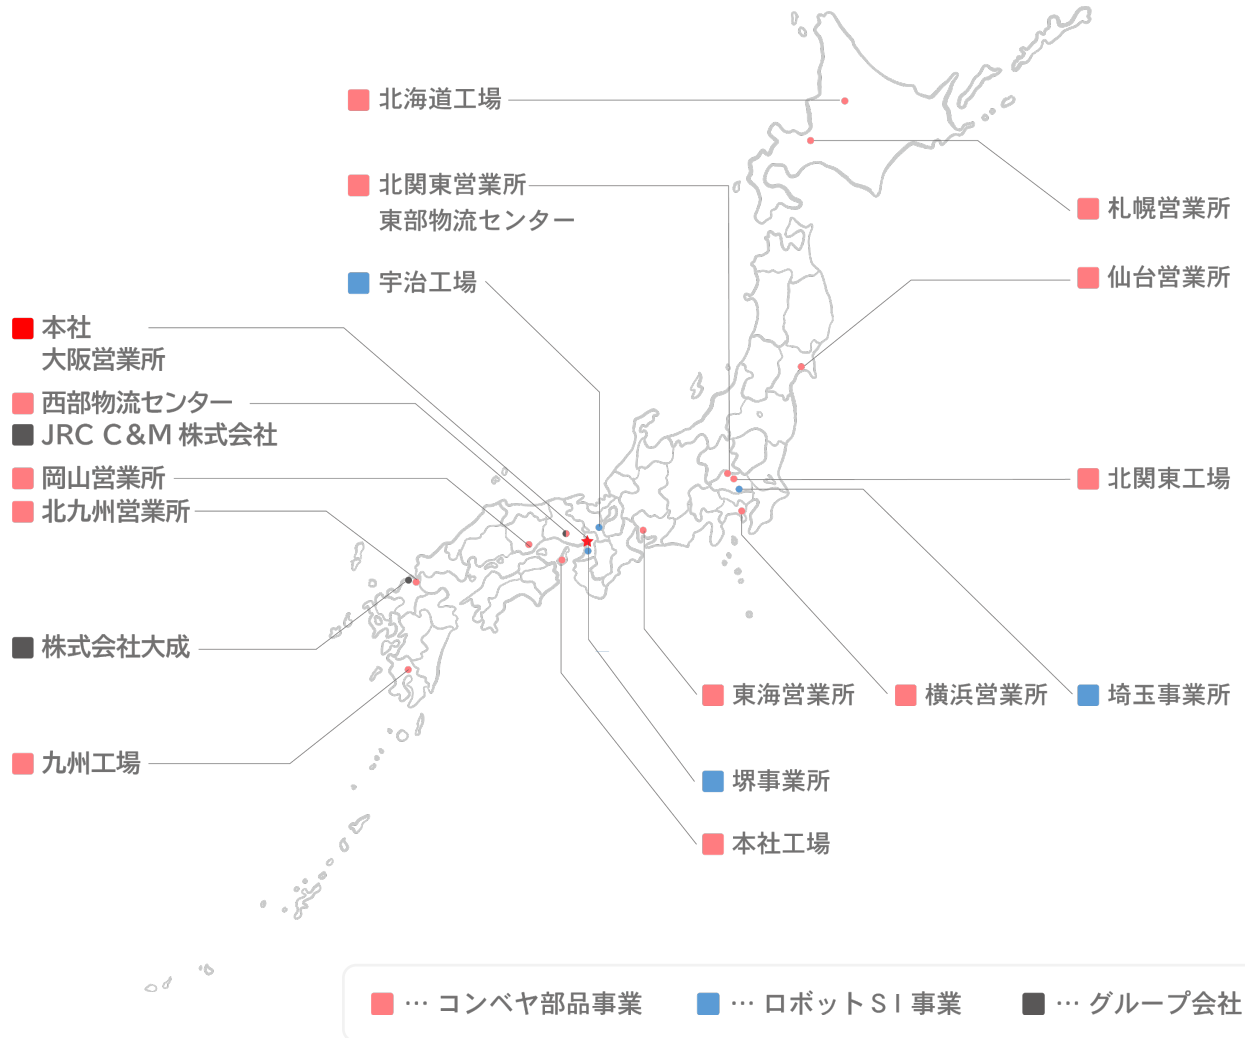 北海道工場
北関東営業所
東部物流センター
宇治工場
本社
大阪営業所
西部物流センター
JRC C&M 株式会社
岡山営業所
北九州営業所
株式会社大成
九州工場
札幌営業所
仙台営業所
北関東工場
東海営業所
横浜営業所
埼玉事業所
堺事業所
本社工場
… コンベヤ部品事業
… ロボットSI事業
… グループ会社